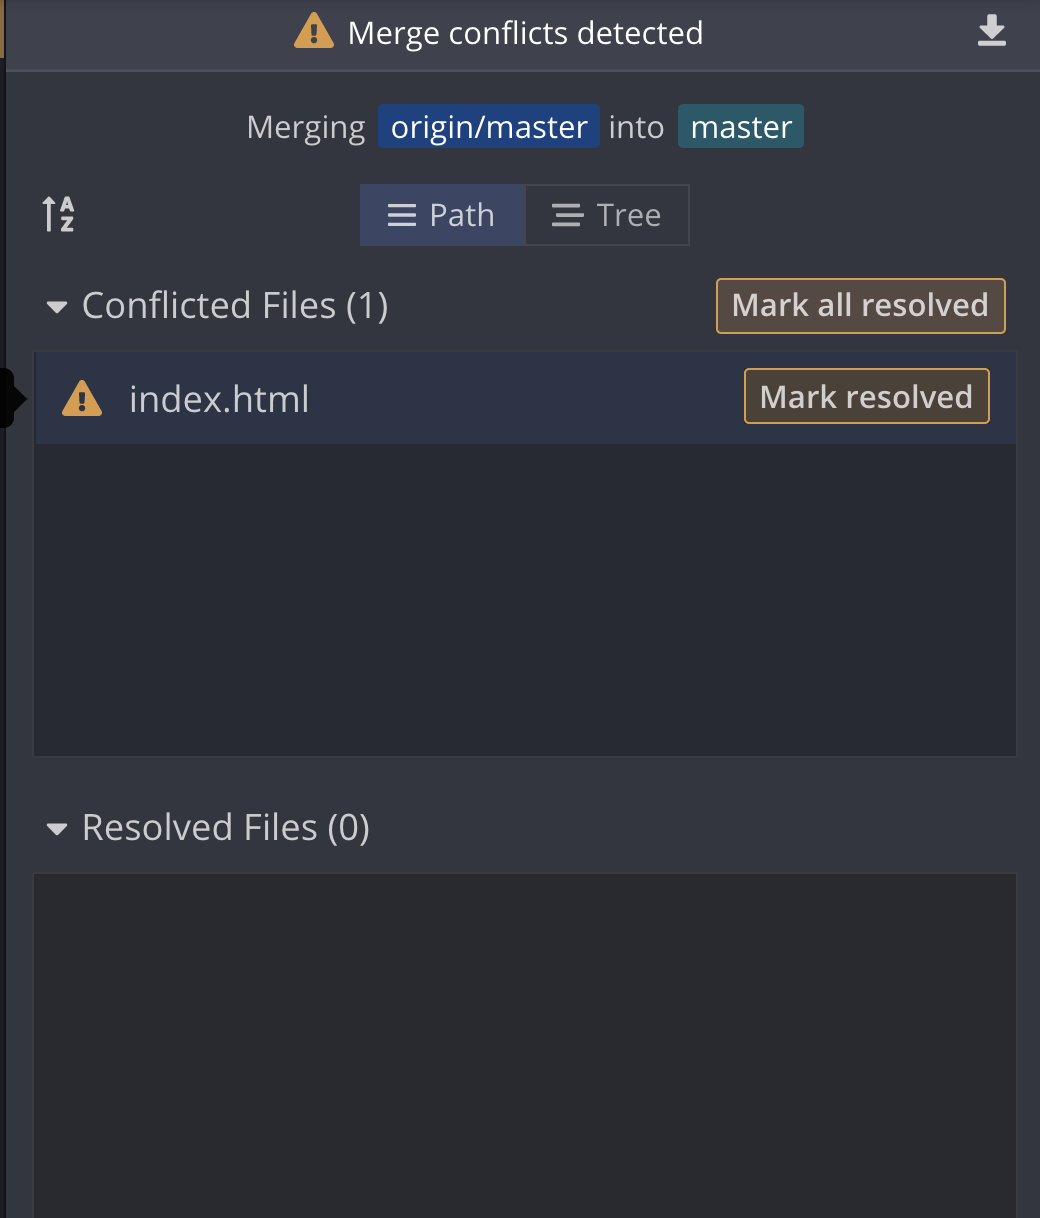 Merge conflicts detected
Merging origin/master into master
Path Tree
Conflicted Files (1) Mark all resolved
index.html Mark resolved
Resolved Files (0)